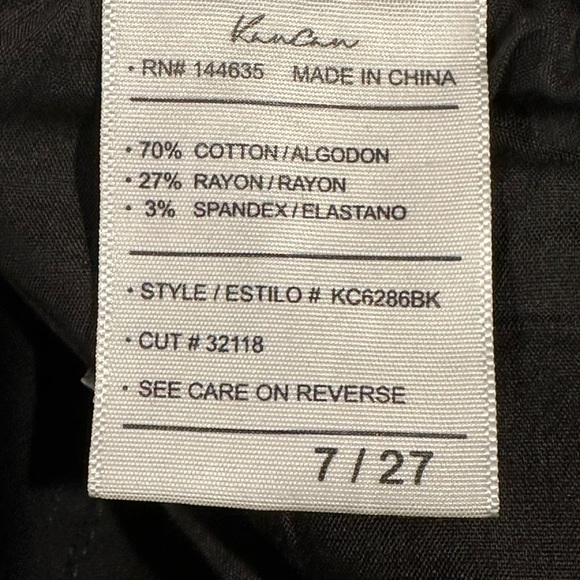 KanCan
• RN# 144635 MADE IN CHINA
• 70% COTTON/ALGODON
• 27% RAYON/RAYON
• 3% SPANDEX/ELASTANO
• STYLE / ESTILO # KC6286BK
• CUT # 32118
• SEE CARE ON REVERSE
7 / 27